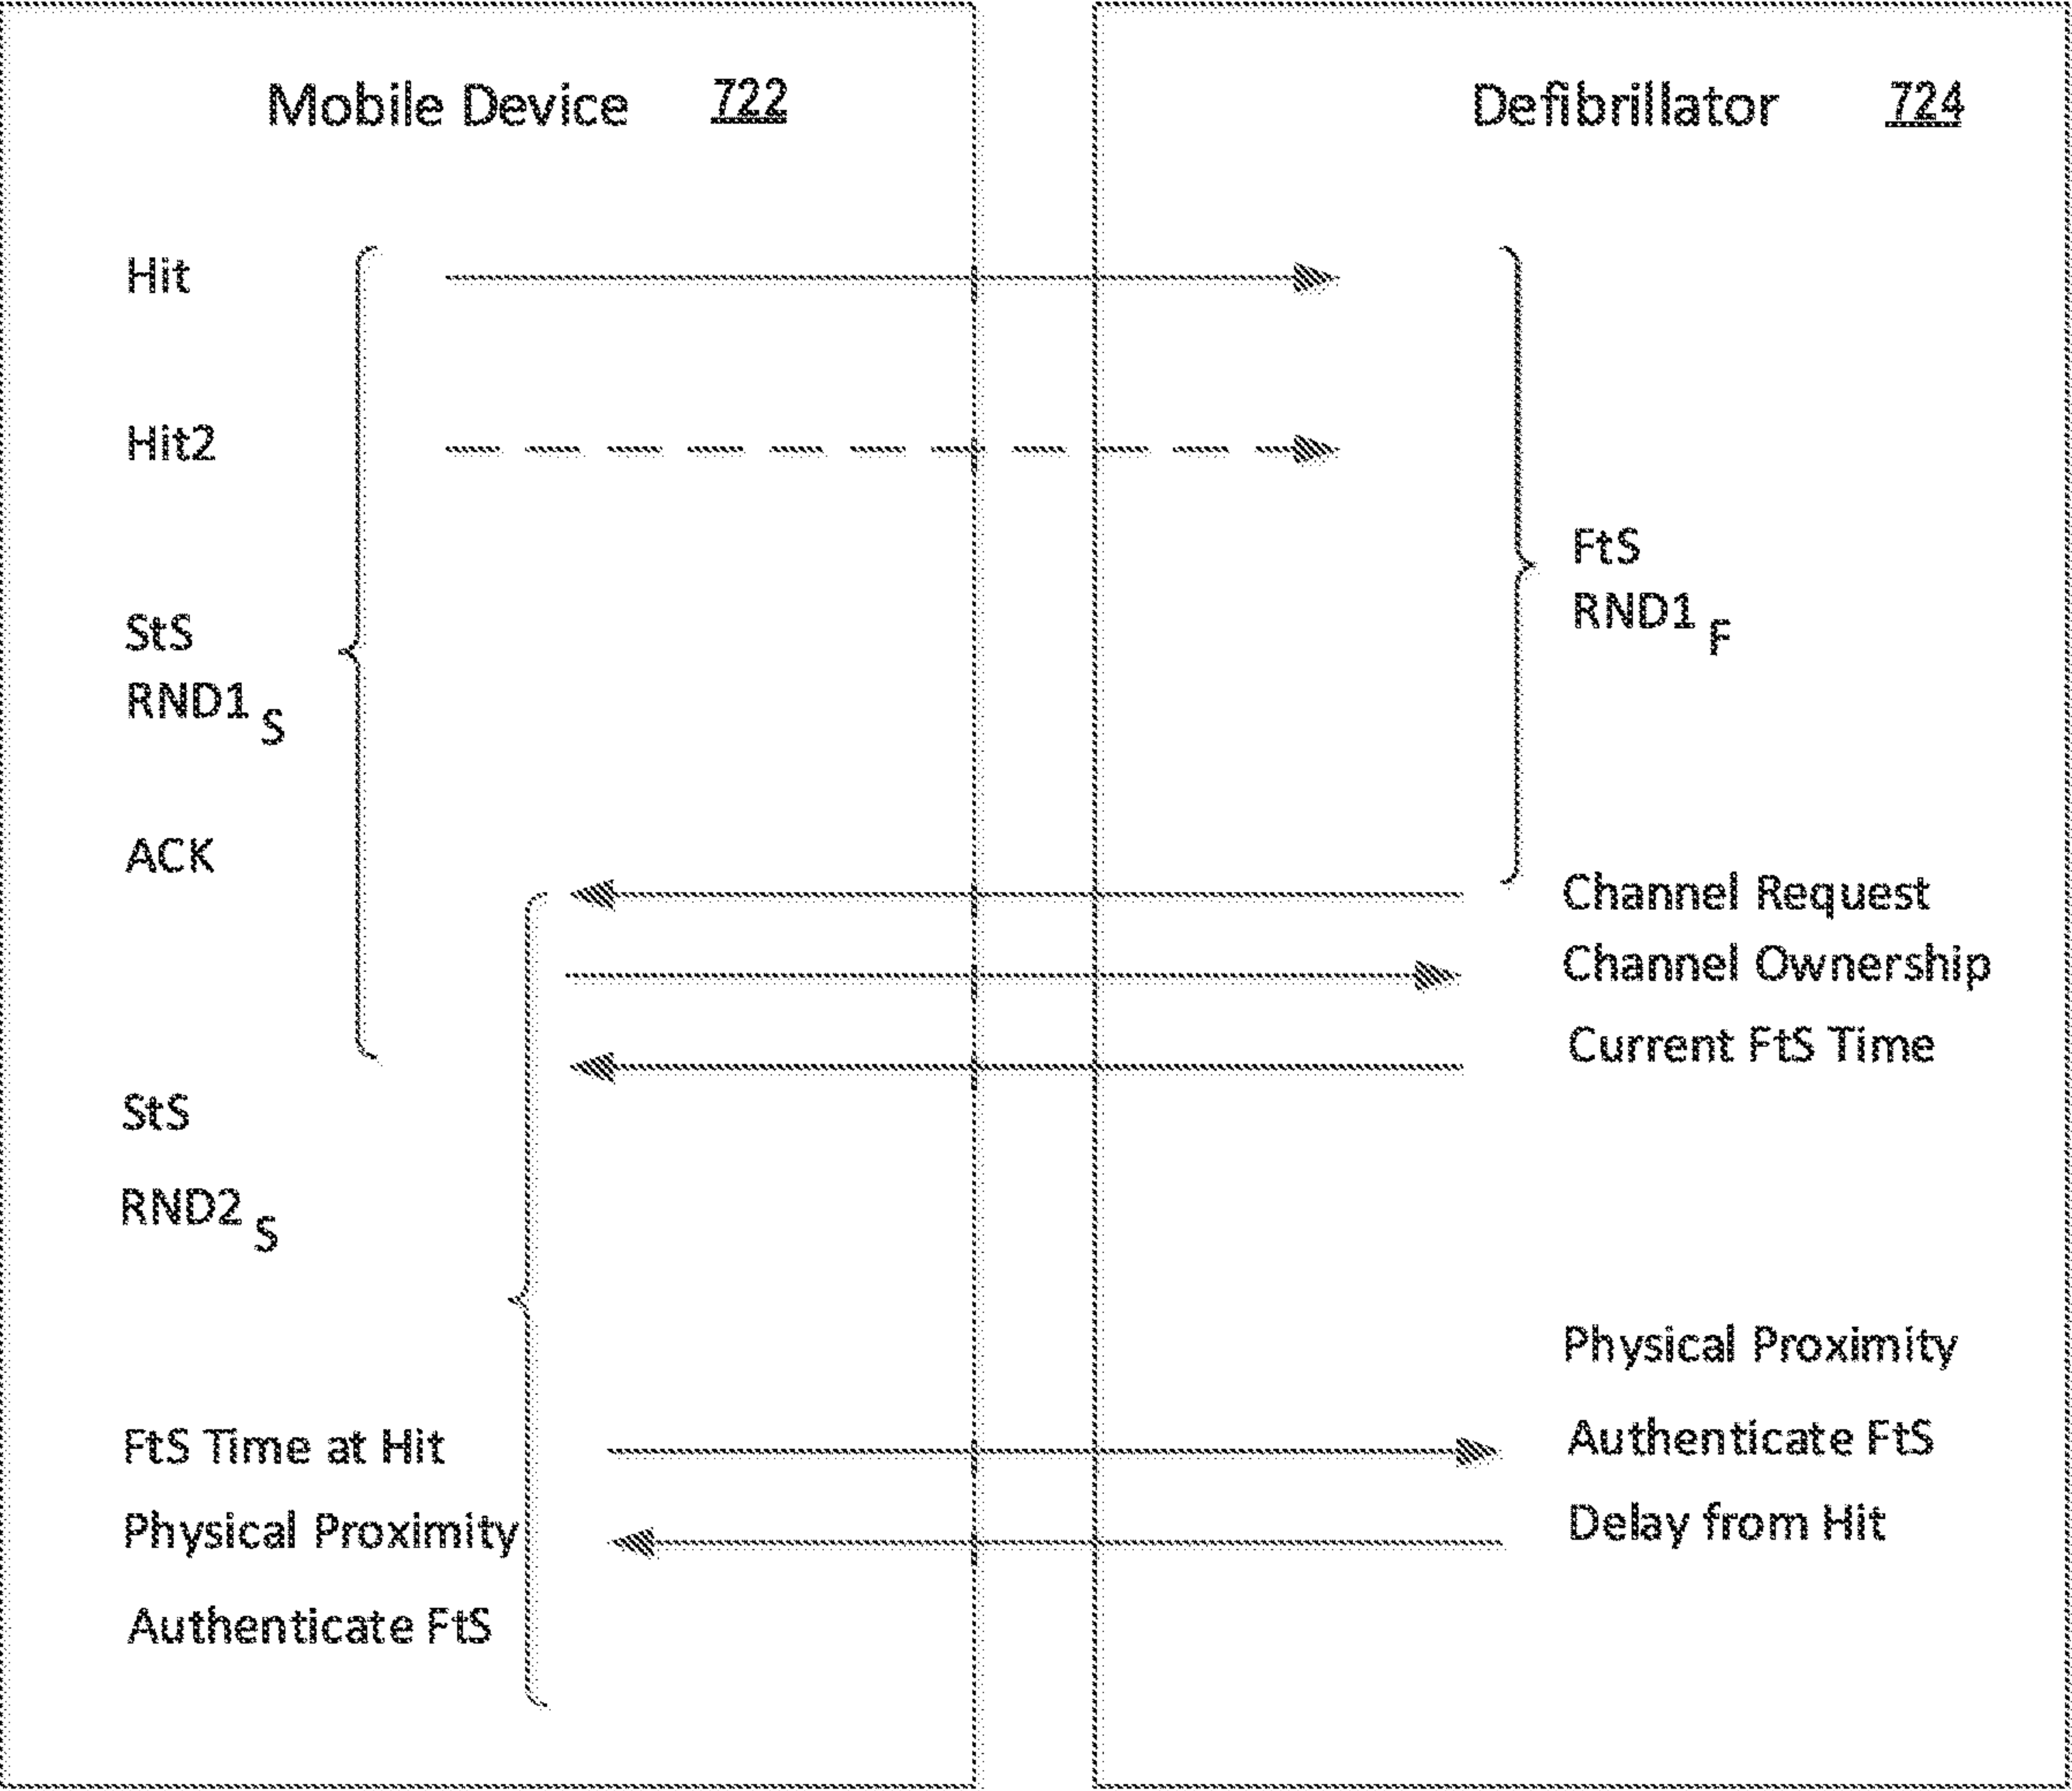 Mobile Device 722
Defibrillator 724
Hit
Hit2
FtS
RND1 F
StS
RND1 S
ACK
Channel Request
Channel Ownership
Current FtS Time
StS
RND2 S
Physical Proximity
Authenticate FtS
Delay from Hit
FtS Time at Hit
Physical Proximity
Authenticate FtS